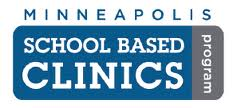 MINNEAPOLIS
SCHOOL BASED
CLINICS
program